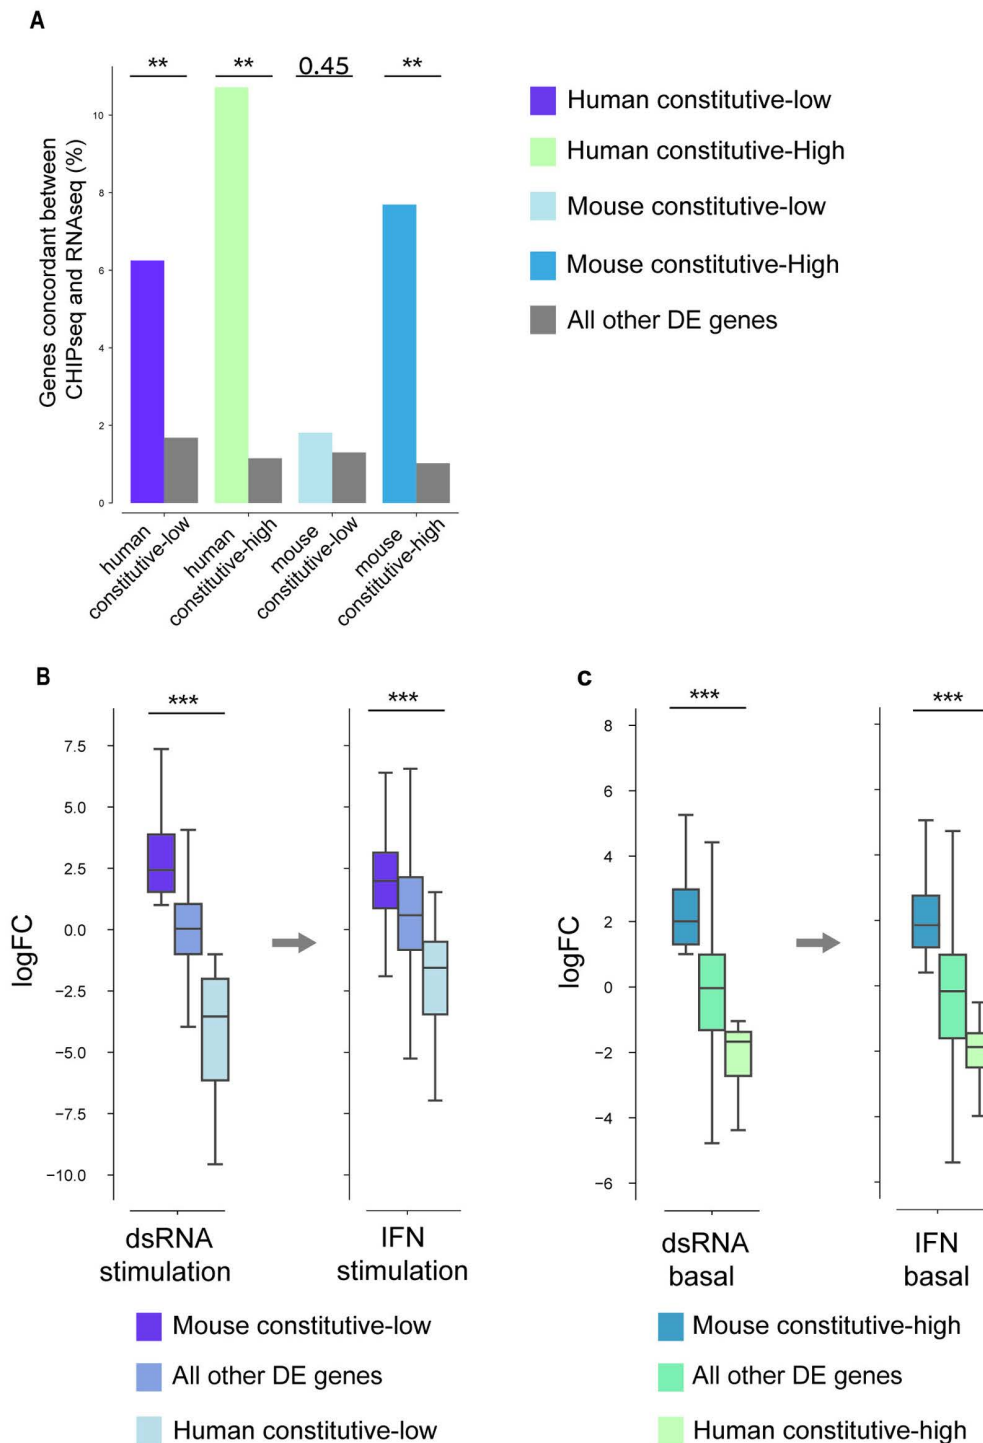 A
Genes concordant between
CHIPseq and RNAseq (%)
10
8
6
4
2
0
**
**
0.45
**
human
constitutive-low
human
constitutive-high
mouse
constitutive-low
mouse
constitutive-high
Human constitutive-low
Human constitutive-High
Mouse constitutive-low
Mouse constitutive-High
All other DE genes
B
logFC
7.5
5.0
2.5
0.0
−2.5
−5.0
−7.5
−10.0
***
***
dsRNA
stimulation
IFN
stimulation
Mouse constitutive-low
All other DE genes
Human constitutive-low
C
logFC
8
6
4
2
0
−2
−4
−6
***
***
dsRNA
basal
IFN
basal
Mouse constitutive-high
All other DE genes
Human constitutive-high